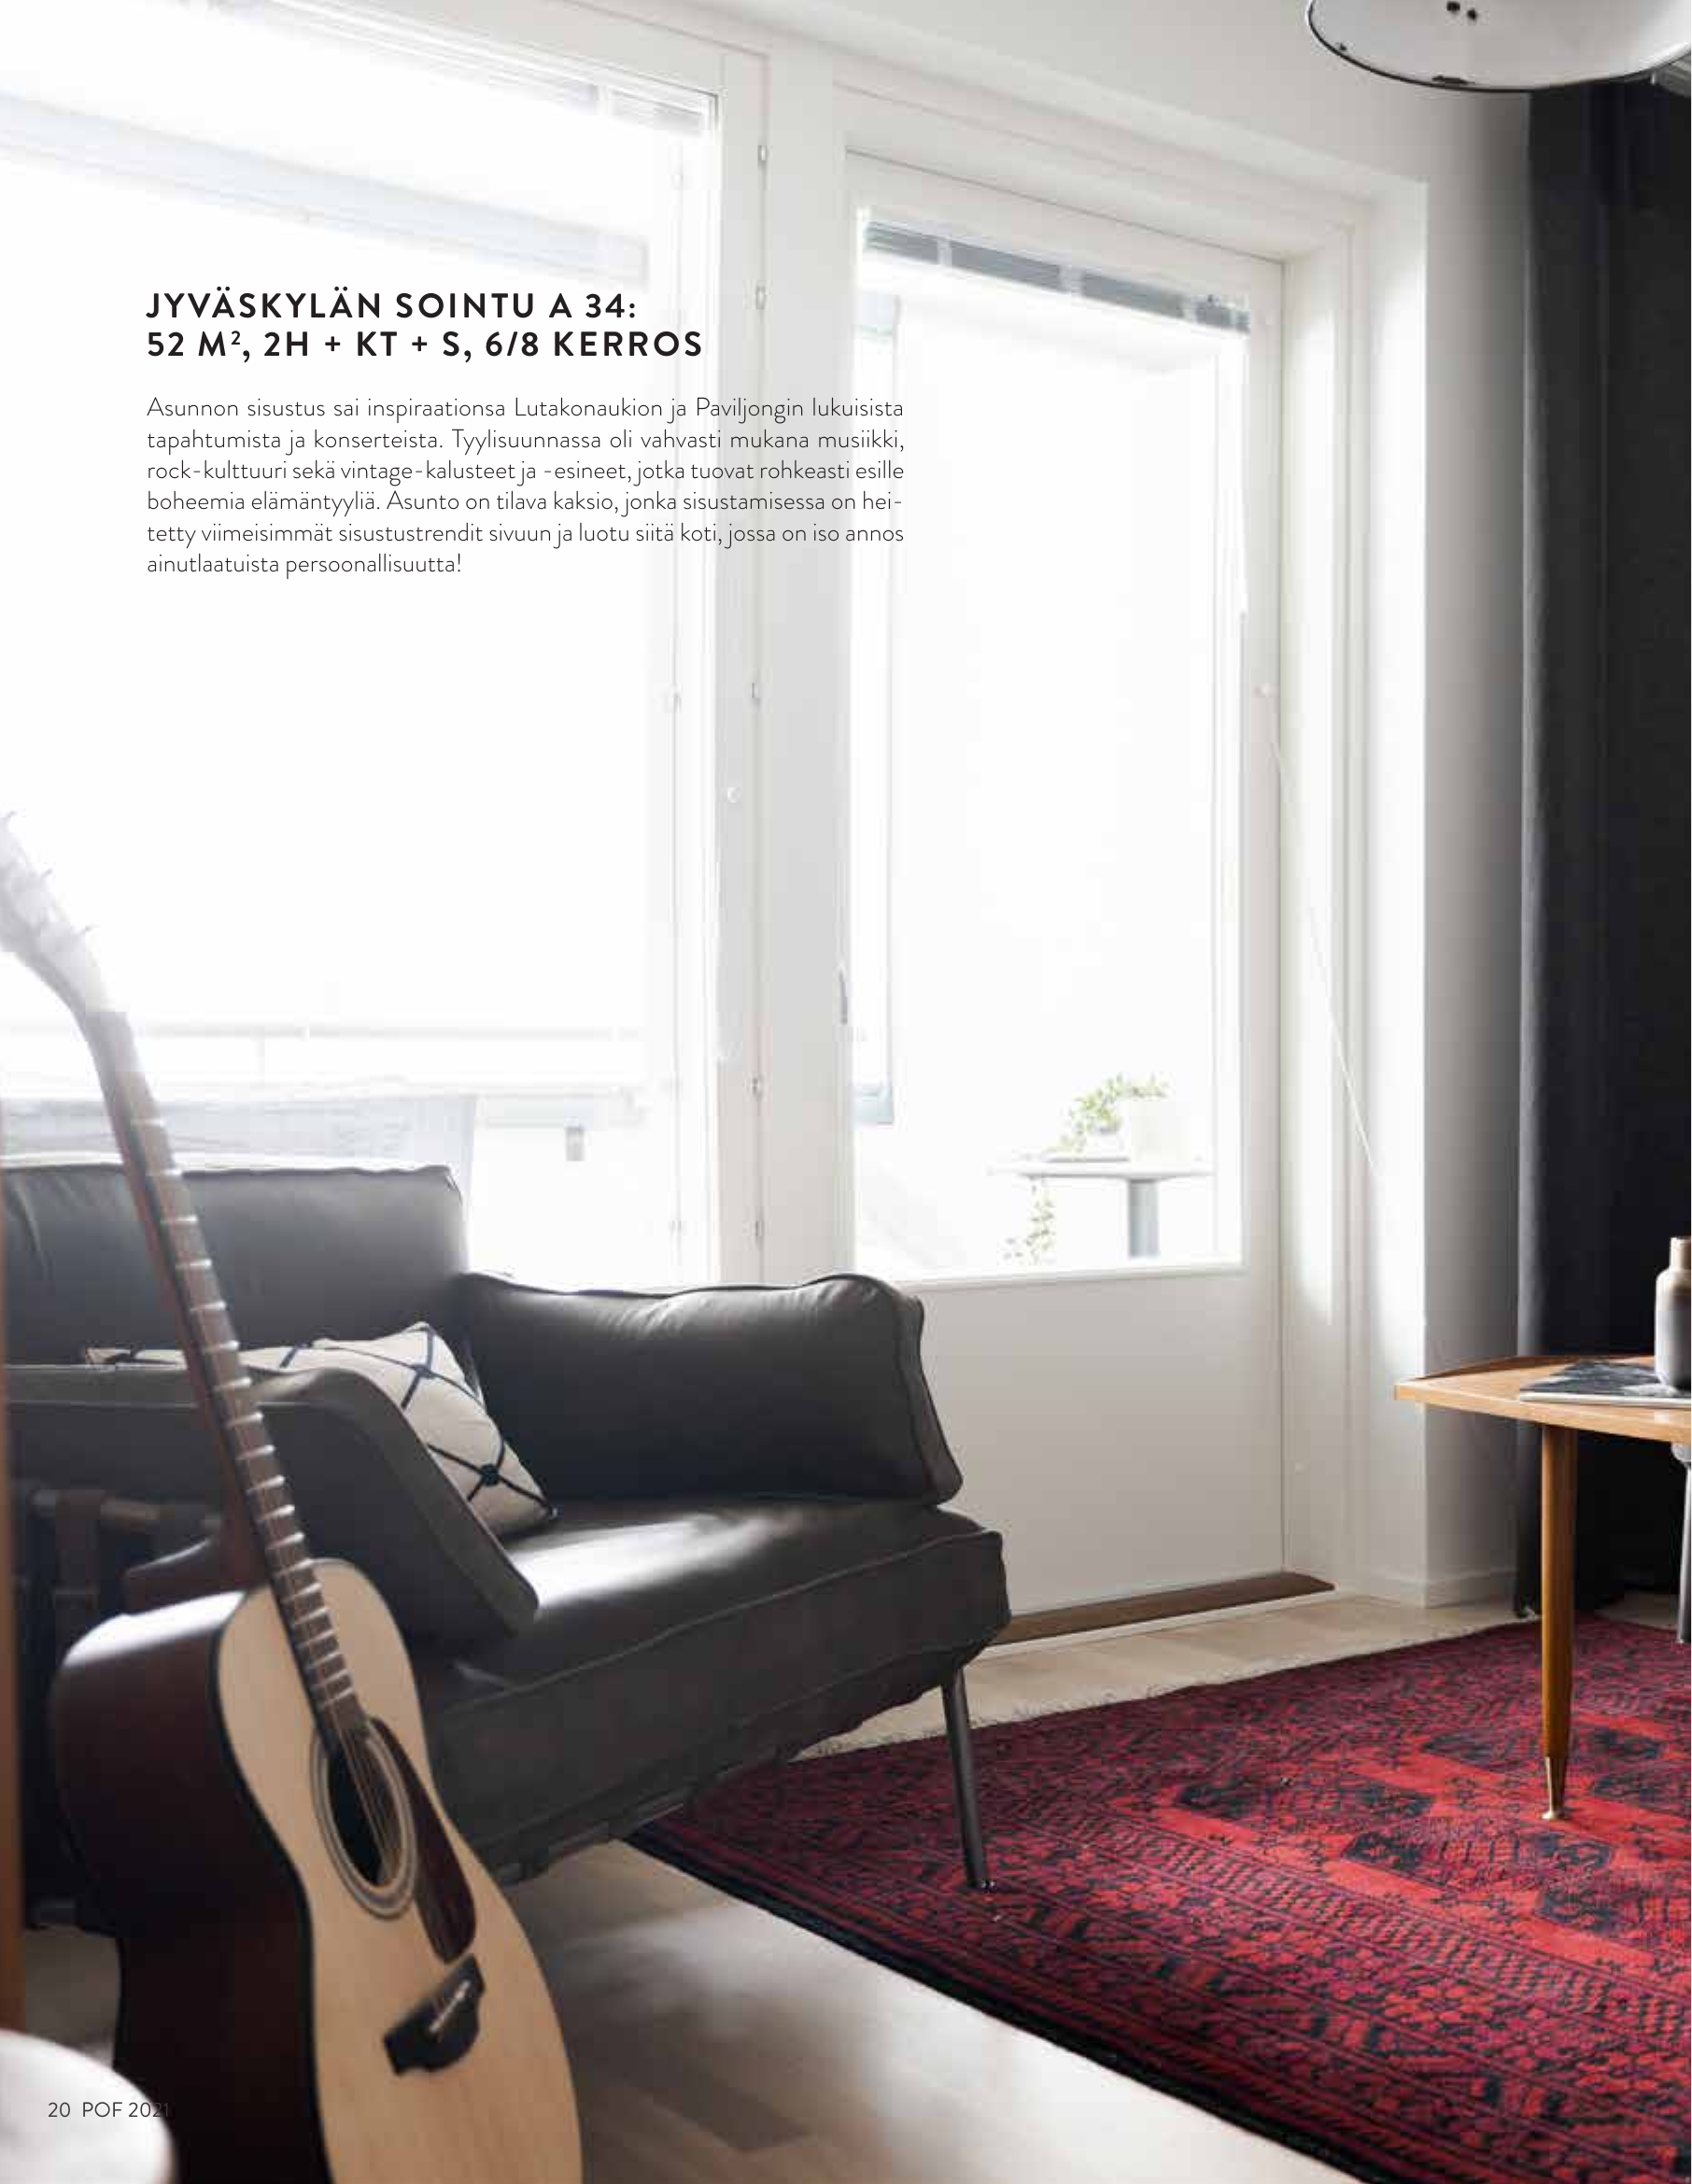 JYVÄSKYLÄN SOINTU A 34:
52 M², 2H + KT + S, 6/8 KERROS
Asunnon sisustus sai inspiraationsa Lutakonaukion ja Paviljongin lukuisista
tapahtumista ja konserteista. Tyylisuunnassa oli vahvasti mukana musiikki,
rock-kulttuuri sekä vintage-kalusteet ja -esineet, jotka tuovat rohkeasti esille
boheemia elämäntyyliä. Asunto on tilava kaksio, jonka sisustamisessa on hei-
tetty viimeisimmät sisustustrendit sivuun ja luotu siitä koti, jossa on iso annos
ainutlaatuista persoonallisuutta!
20 POF 2021